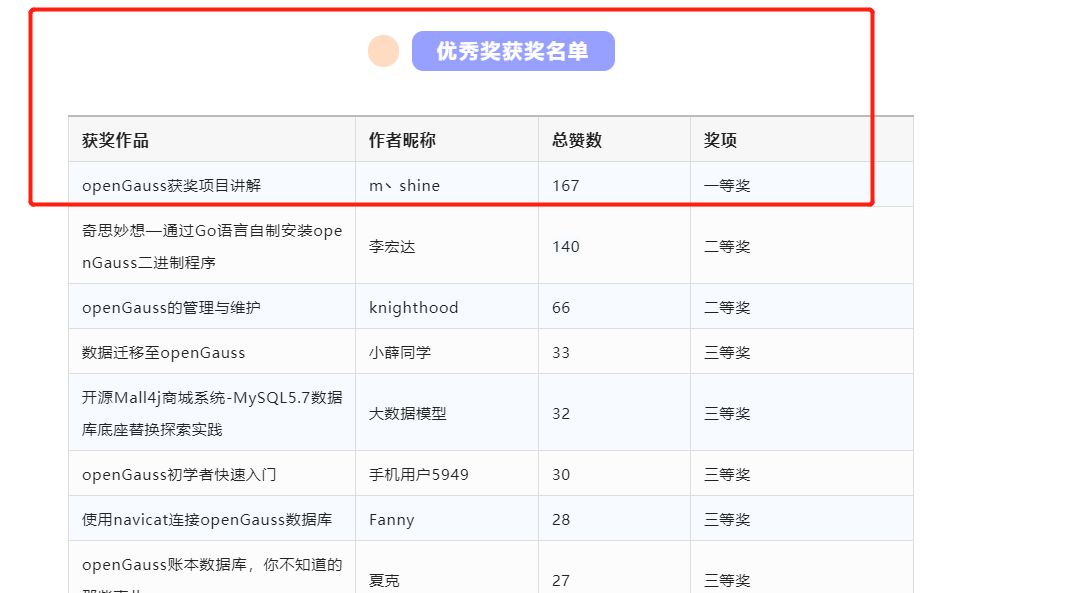 优秀奖获奖名单
获奖作品 作者昵称 总赞数 奖项
openGauss获奖项目讲解 m丶shine 167 一等奖
奇思妙想—通过Go语言自制安装ope
nGauss二进制程序 李宏达 140 二等奖
openGauss的管理与维护 knighthood 66 二等奖
数据迁移至openGauss 小薛同学 33 三等奖
开源Mall4j商城系统-MySQL5.7数据
库底座替换探索实践 大数据模型 32 三等奖
openGauss初学者快速入门 手机用户5949 30 三等奖
使用navicat连接openGauss数据库 Fanny 28 三等奖
openGauss账本数据库，你不知道的
夏克 27 三等奖